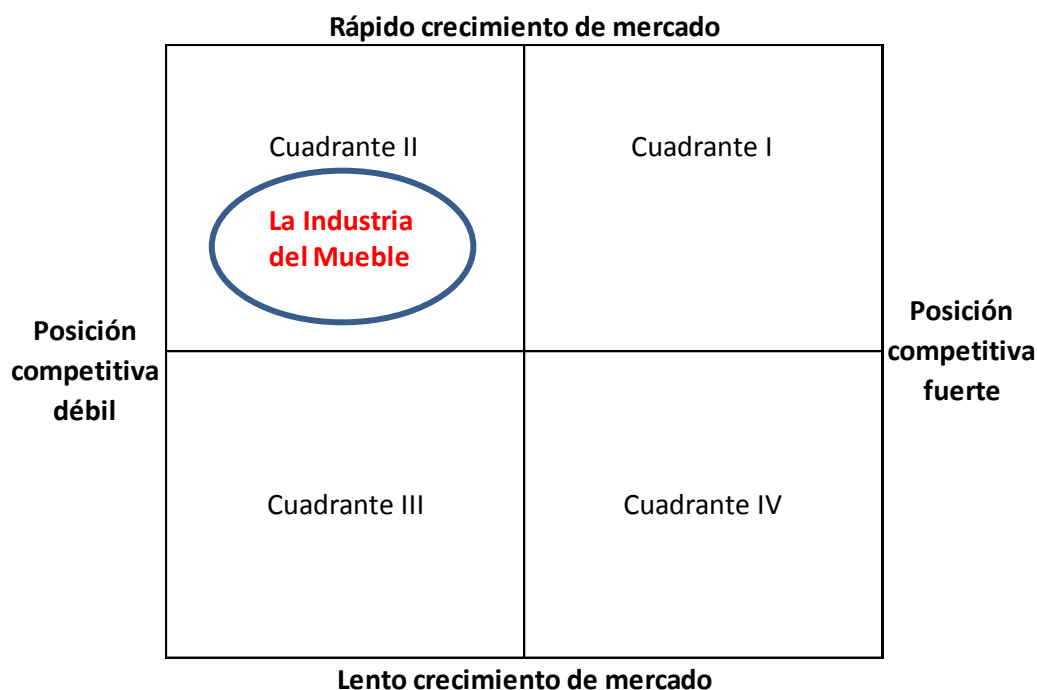 Rápido crecimiento de mercado
Cuadrante II
Cuadrante I
La Industria
del Mueble
Posición
competitiva
débil
Posición
competitiva
fuerte
Cuadrante III
Cuadrante IV
Lento crecimiento de mercado